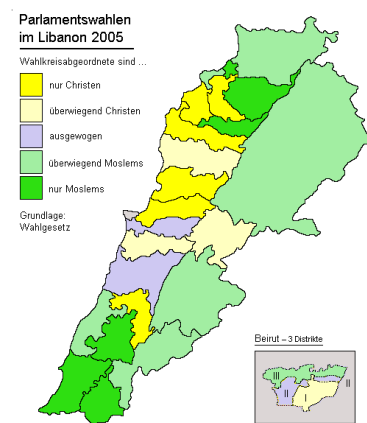 Parlamentswahlen
im Libanon 2005
Wahlkreisabgeordnete sind ...
nur Christen
überwiegend Christen
ausgewogen
überwiegend Moslems
nur Moslems
Grundlage:
Wahlgesetz
Beirut – 3 Distrikte
III
II
II
I